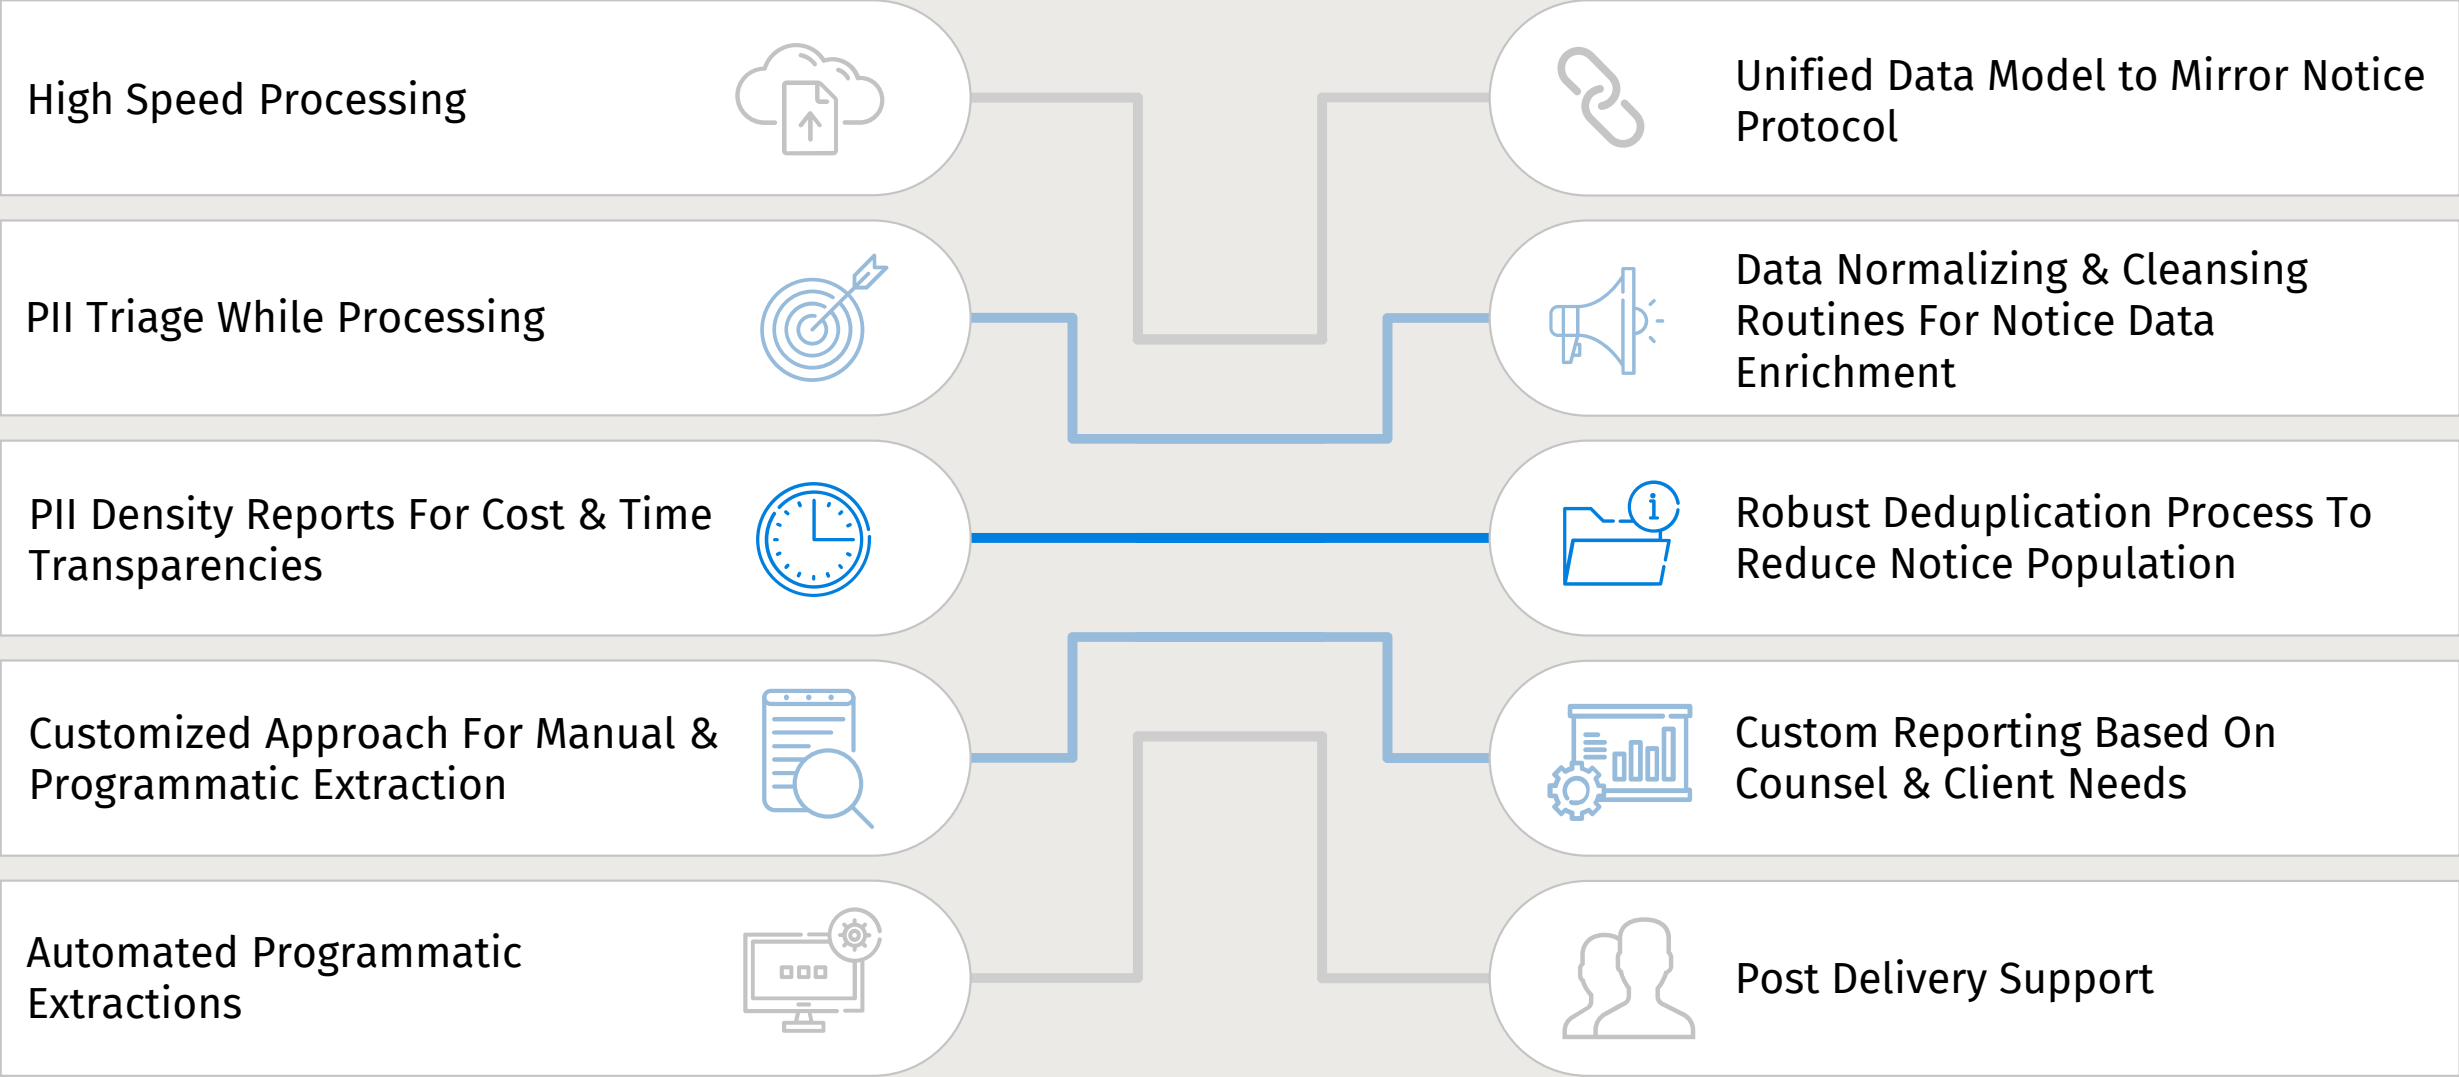 High Speed Processing
PII Triage While Processing
PII Density Reports For Cost & Time
Transparencies
Customized Approach For Manual &
Programmatic Extraction
Automated Programmatic
Extractions
Unified Data Model to Mirror Notice
Protocol
Data Normalizing & Cleansing
Routines For Notice Data
Enrichment
Robust Deduplication Process To
Reduce Notice Population
Custom Reporting Based On
Counsel & Client Needs
Post Delivery Support